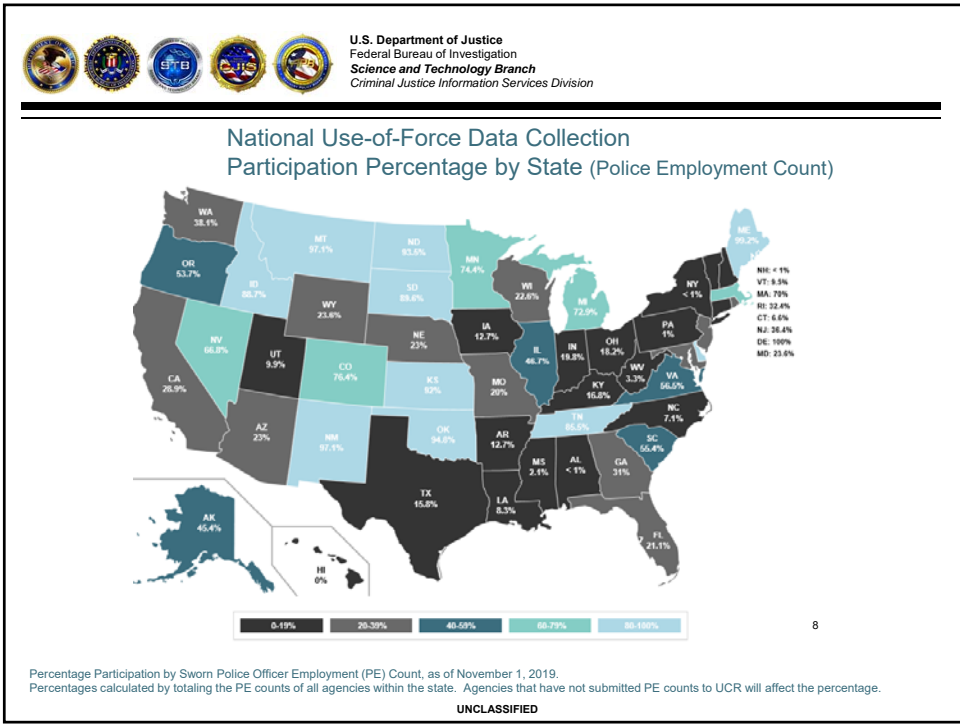 U.S. Department of Justice
Federal Bureau of Investigation
Science and Technology Branch
Criminal Justice Information Services Division
STB
CJIS
National Use-of-Force Data Collection
Participation Percentage by State (Police Employment Count)
WA
38.1%
OR
53.7%
ID
88.7%
MT
97.1%
ND
93.6%
MN
74.4%
WI
22.6%
MI
72.9%
NY
< 1%
ME
99.2%
NH: < 1%
VT: 9.5%
MA: 70%
RI: 32.4%
CT: 6.6%
NJ: 36.4%
DE: 100%
MD: 23.6%
SD
89.6%
WY
23.6%
NE
23%
IA
12.7%
IL
46.7%
IN
19.8%
OH
18.2%
PA
1%
NV
66.8%
UT
9.9%
CO
76.4%
KS
93%
MO
20%
KY
16.8%
WV
3.3%
VA
56.5%
CA
28.9%
AZ
23%
NM
97.1%
OK
94.8%
AR
12.7%
TN
85.5%
NC
7.1%
SC
55.4%
MS
2.1%
AL
< 1%
GA
31%
TX
15.8%
LA
8.3%
FL
21.1%
AK
45.4%
HI
0%
0-19%
20-39%
40-59%
60-79%
80-100%
8
Percentage Participation by Sworn Police Officer Employment (PE) Count, as of November 1, 2019.
Percentages calculated by totaling the PE counts of all agencies within the state. Agencies that have not submitted PE counts to UCR will affect the percentage.
UNCLASSIFIED